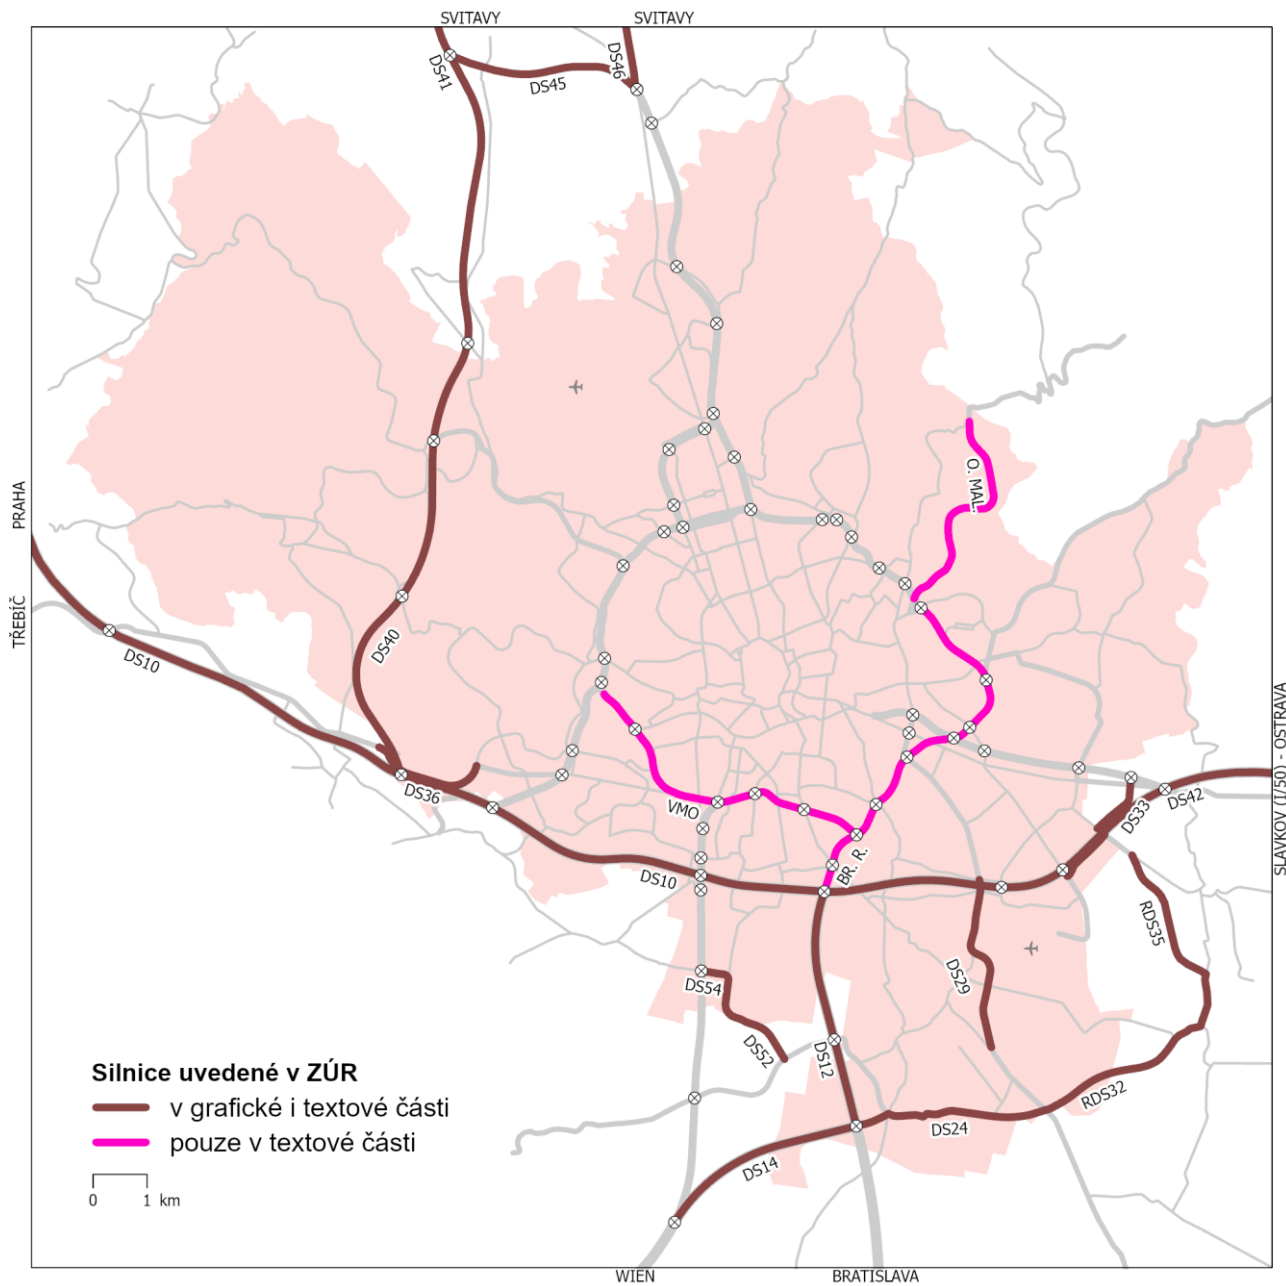 SVITAVY
SVITAVY
DS41
DS45
DS46
O. MAL.
PRAHA
TŘEBÍČ
DS10
DS40
DS36
VMO
BR. R.
DS10
DS33
DS42
SLAVKOV (I/50) - OSTRAVA
RDS35
DS29
DS54
DS52
DS12
RDS32
DS24
DS14
Silnice uvedené v ZÚR
v grafické i textové části
pouze v textové části
0 1 km
WIEN
BRATISLAVA